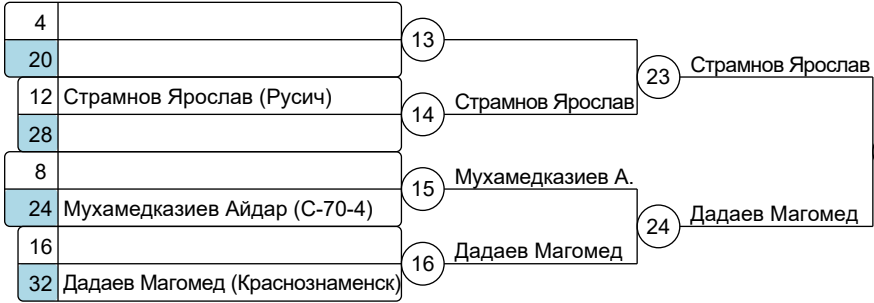 4
13
20
23 Страмнов Ярослав
12 Страмнов Ярослав (Русич)
14 Страмнов Ярослав
28
8
15 Мухамедказиев А.
24 Мухамедказиев Айдар (С-70-4)
24 Дадаев Магомед
16
16 Дадаев Магомед
32 Дадаев Магомед (Краснознаменск)